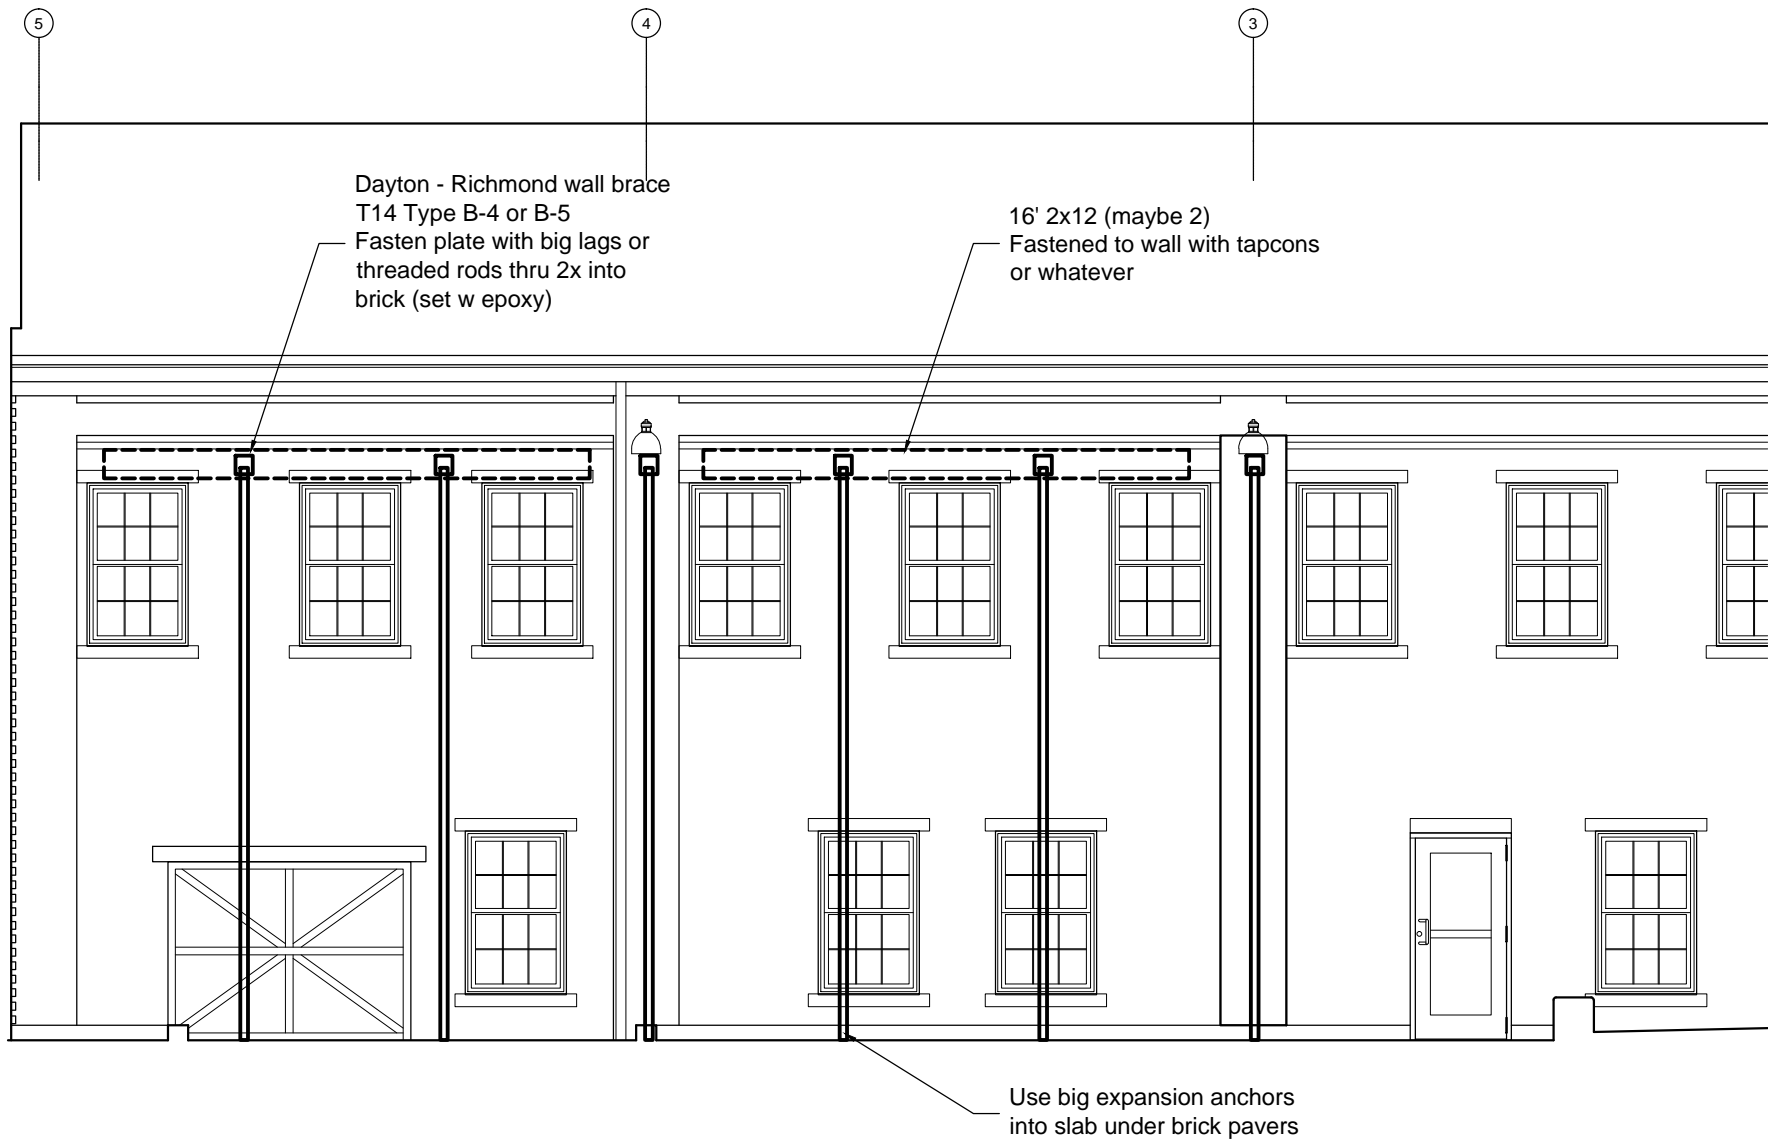 5
4
3
Dayton - Richmond wall brace
T14 Type B-4 or B-5
Fasten plate with big lags or
threaded rods thru 2x into
brick (set w epoxy)
16' 2x12 (maybe 2)
Fastened to wall with tapcons
or whatever
Use big expansion anchors
into slab under brick pavers